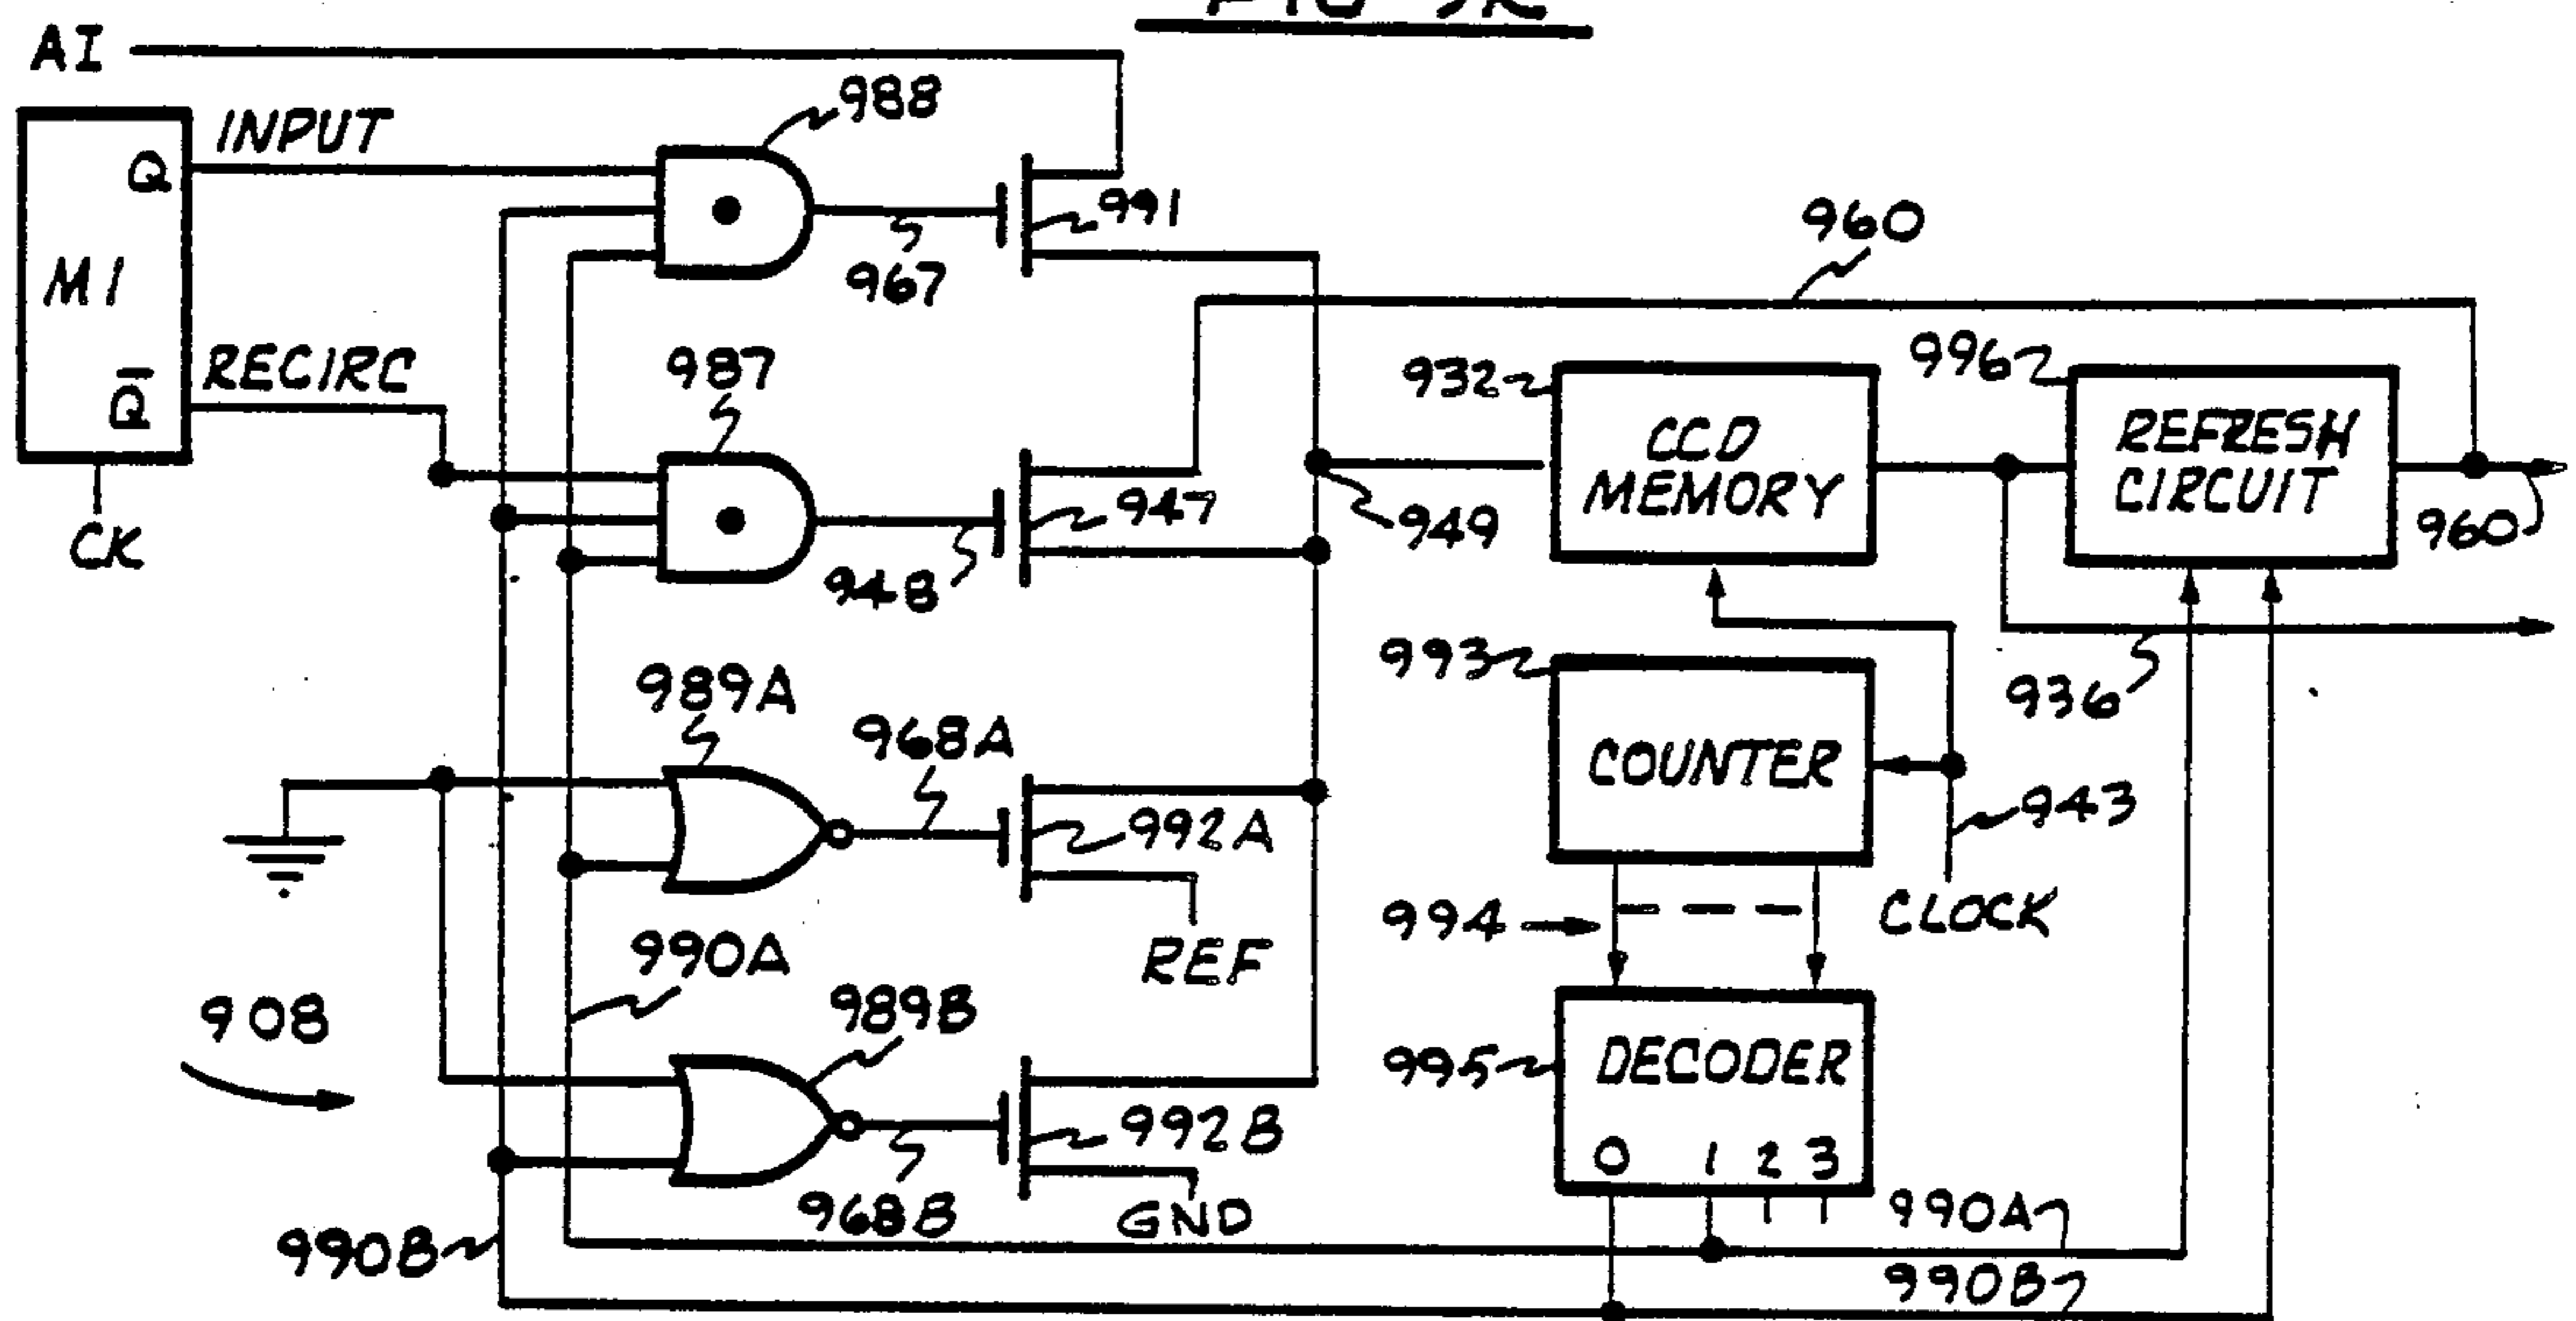 AI
988
INPUT
Q
991
967
960
M1
RECIRC
Q̅
987
932
996
CCD
MEMORY
REFRESH
CIRCUIT
947
949
960
CK
948
993
936
989A
968A
COUNTER
992A
943
994
CLOCK
990A
REF
908
989B
995
DECODER
992B
0 1 2 3
968B
GND
990A
990B
990B